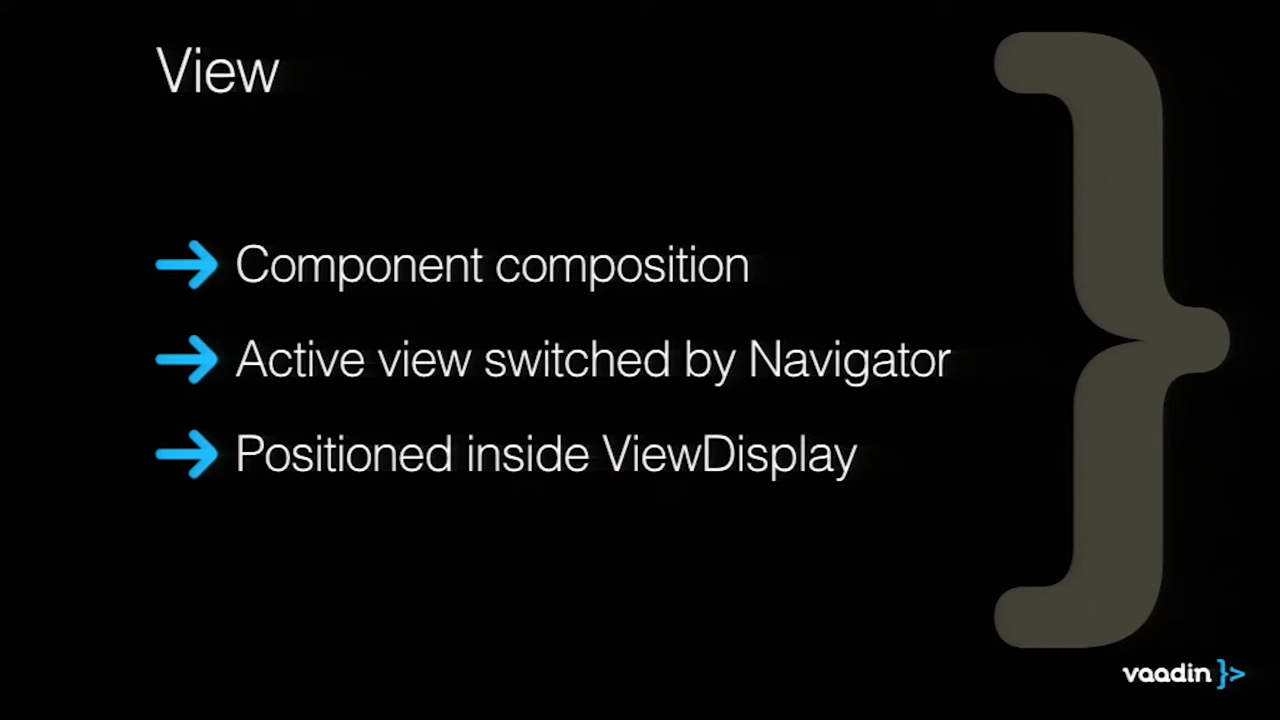 View
Component composition
Active view switched by Navigator
Positioned inside ViewDisplay
vaadin }>